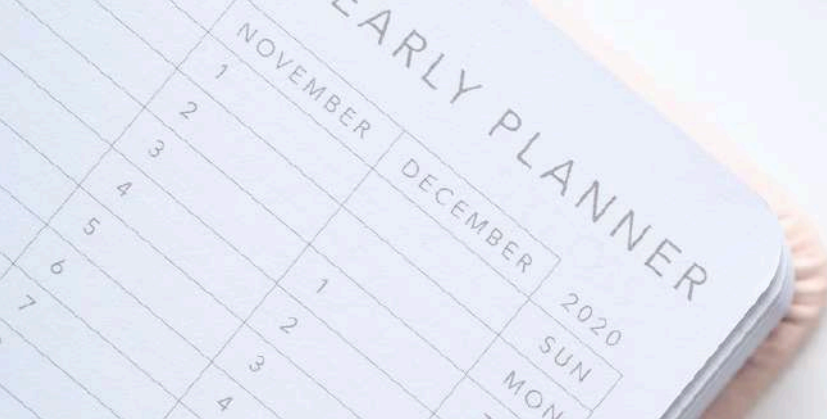 EARLY PLANNER
NOVEMBER DECEMBER 2020
1 SUN
2 MON
3 1
4 2
5 3
6 4
7